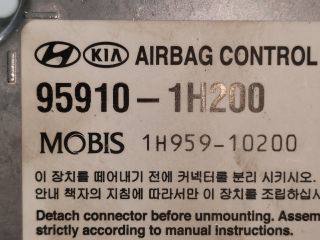 KIA AIRBAG CONTROL
95910-1H200
MOBIS 1H959-10200
이 장치를 떼어내기 전에 커넥터를 분리 시키시오.
안내 책자의 지침에 따라서만 이 장치를 조립하십시
Detach connector before unmounting. Assem
strictly according to manual instructions.